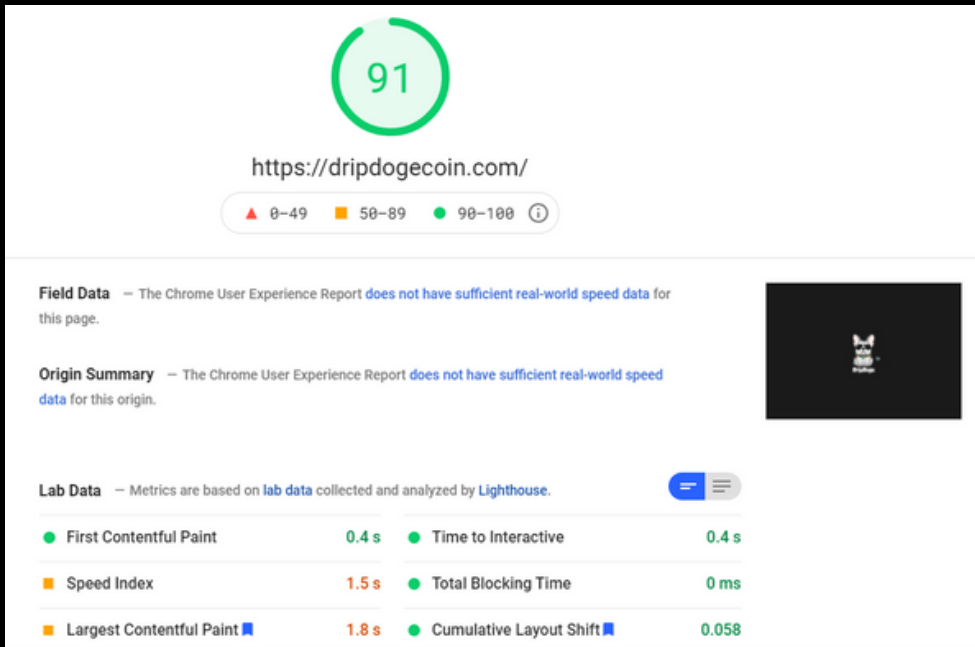 91
https://dripdogecoin.com/
0–49 50–89 90–100
Field Data — The Chrome User Experience Report does not have sufficient real-world speed data for
this page.
Origin Summary — The Chrome User Experience Report does not have sufficient real-world speed
data for this origin.
Lab Data — Metrics are based on lab data collected and analyzed by Lighthouse.
First Contentful Paint 0.4 s
Time to Interactive 0.4 s
Speed Index 1.5 s
Total Blocking Time 0 ms
Largest Contentful Paint 1.8 s
Cumulative Layout Shift 0.058